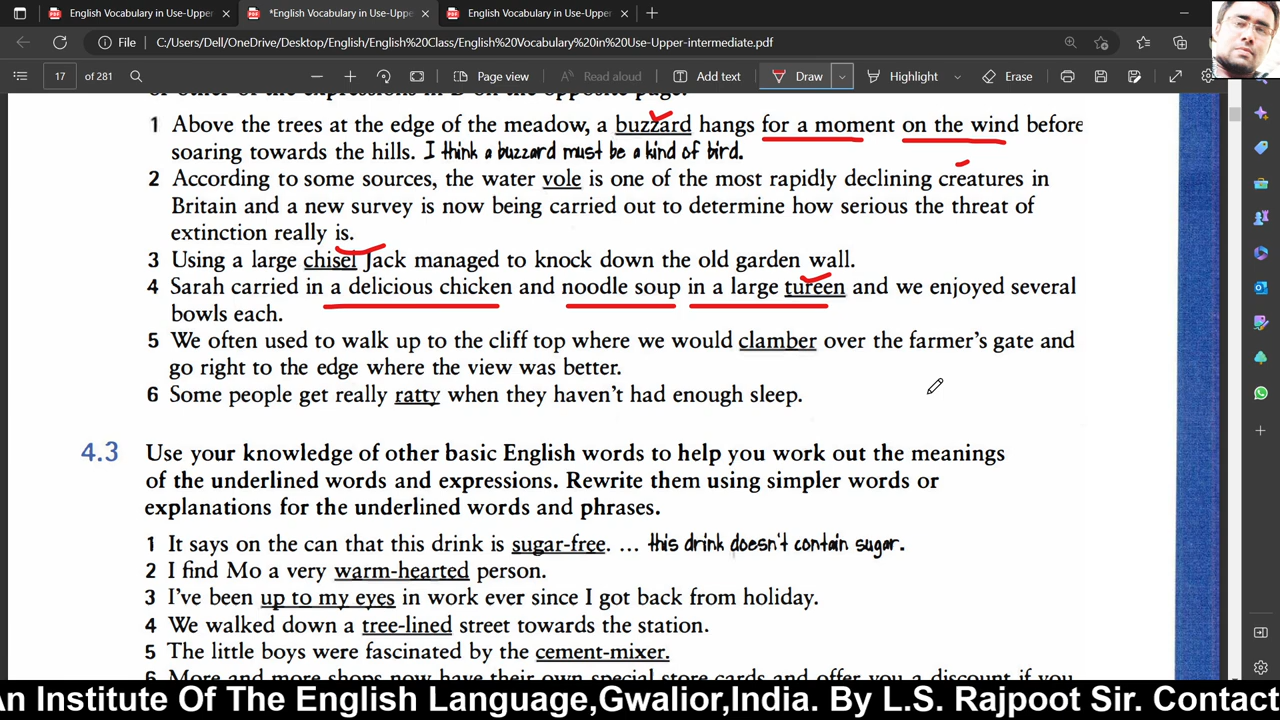 English Vocabulary in Use-Uppe
*English Vocabulary in Use-Uppe
English Vocabulary in Use-Uppe
File
C:/Users/Dell/OneDrive/Desktop/English/English%20Class/English%20Vocabulary%20in%20Use-Upper-intermediate.pdf
17 of 281
Page view
Read aloud
Add text
Draw
Highlight
Erase
1 Above the trees at the edge of the meadow, a buzzard hangs for a moment on the wind before
soaring towards the hills. I think a buzzard must be a kind of bird.
2 According to some sources, the water vole is one of the most rapidly declining creatures in
Britain and a new survey is now being carried out to determine how serious the threat of
extinction really is.
3 Using a large chisel Jack managed to knock down the old garden wall.
4 Sarah carried in a delicious chicken and noodle soup in a large tureen and we enjoyed several
bowls each.
5 We often used to walk up to the cliff top where we would clamber over the farmer's gate and
go right to the edge where the view was better.
6 Some people get really ratty when they haven't had enough sleep.
4.3 Use your knowledge of other basic English words to help you work out the meanings
of the underlined words and expressions. Rewrite them using simpler words or
explanations for the underlined words and phrases.
1 It says on the can that this drink is sugar-free. ... this drink doesn't contain sugar.
2 I find Mo a very warm-hearted person.
3 I've been up to my eyes in work ever since I got back from holiday.
4 We walked down a tree-lined street towards the station.
5 The little boys were fascinated by the cement-mixer.
An Institute Of The English Language,Gwalior,India. By L.S. Rajpoot Sir. Contact